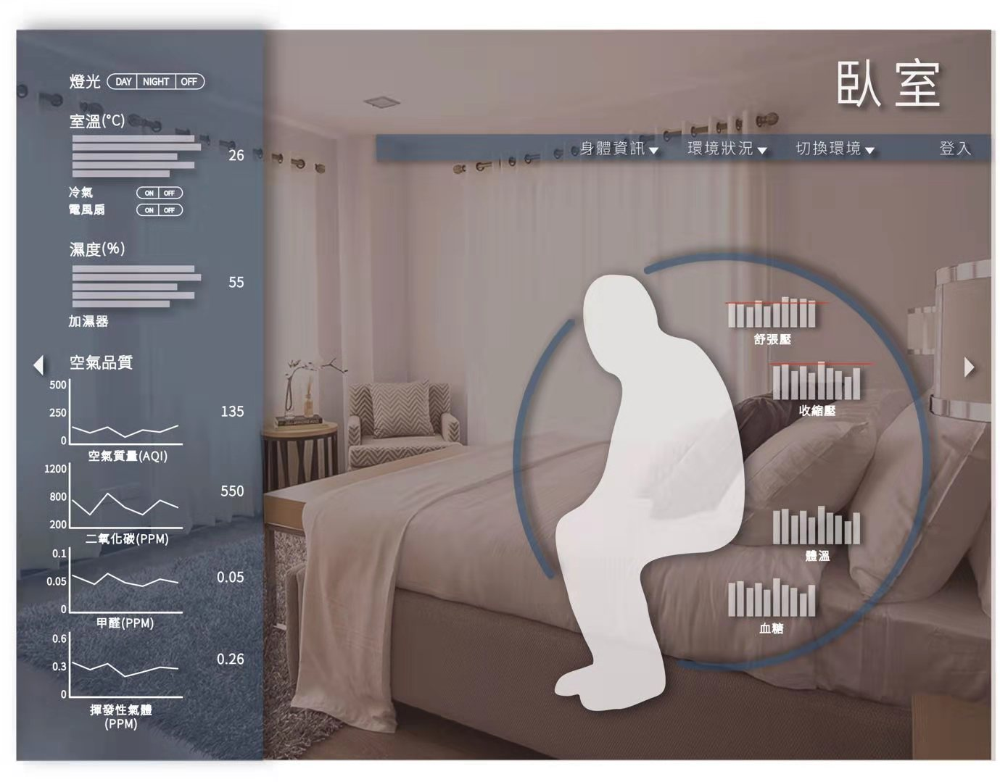 臥室
身體資訊
環境狀況
切換環境
登入
燈光 DAY NIGHT OFF
室溫(°C)
26
冷氣 ON OFF
電風扇 ON OFF
濕度(%)
55
加濕器
空氣品質
500
250
0
135
空氣質量(AQI)
1200
800
200
550
二氧化碳(PPM)
0.1
0.05
0
0.05
甲醛(PPM)
0.6
0.3
0
0.26
揮發性氣體
(PPM)
舒張壓
收縮壓
體溫
血糖